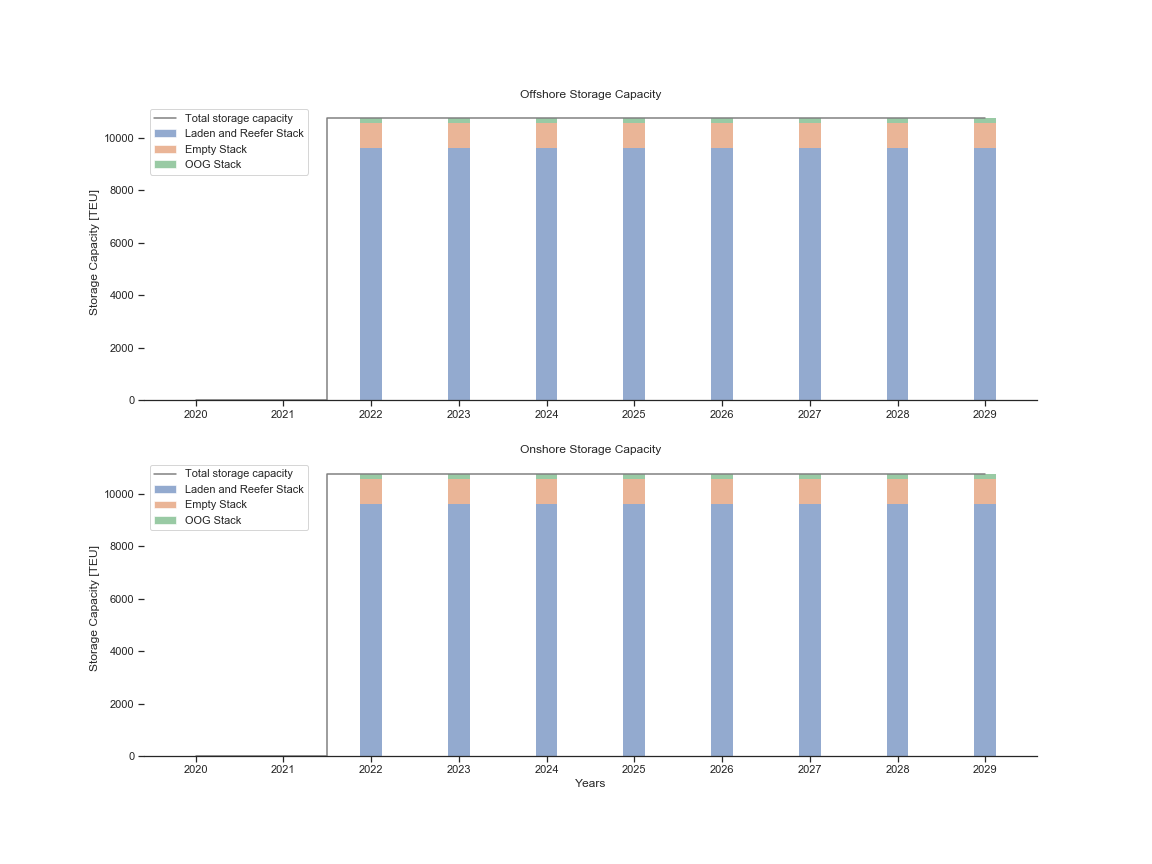 Offshore Storage Capacity
Total storage capacity
Laden and Reefer Stack
Empty Stack
OOG Stack
Storage Capacity [TEU]
10000
8000
6000
4000
2000
0
2020 2021 2022 2023 2024 2025 2026 2027 2028 2029
Onshore Storage Capacity
Total storage capacity
Laden and Reefer Stack
Empty Stack
OOG Stack
Storage Capacity [TEU]
10000
8000
6000
4000
2000
0
2020 2021 2022 2023 2024 2025 2026 2027 2028 2029
Years